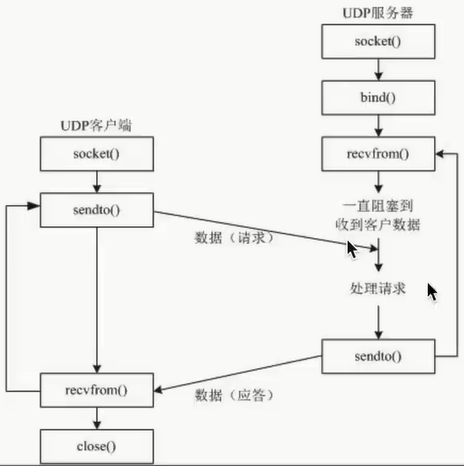 UDP服务器
socket()
bind()
recvfrom()
一直阻塞到
收到客户数据
处理请求
sendto()
UDP客户端
socket()
sendto()
数据（请求）
recvfrom()
数据（应答）
close()